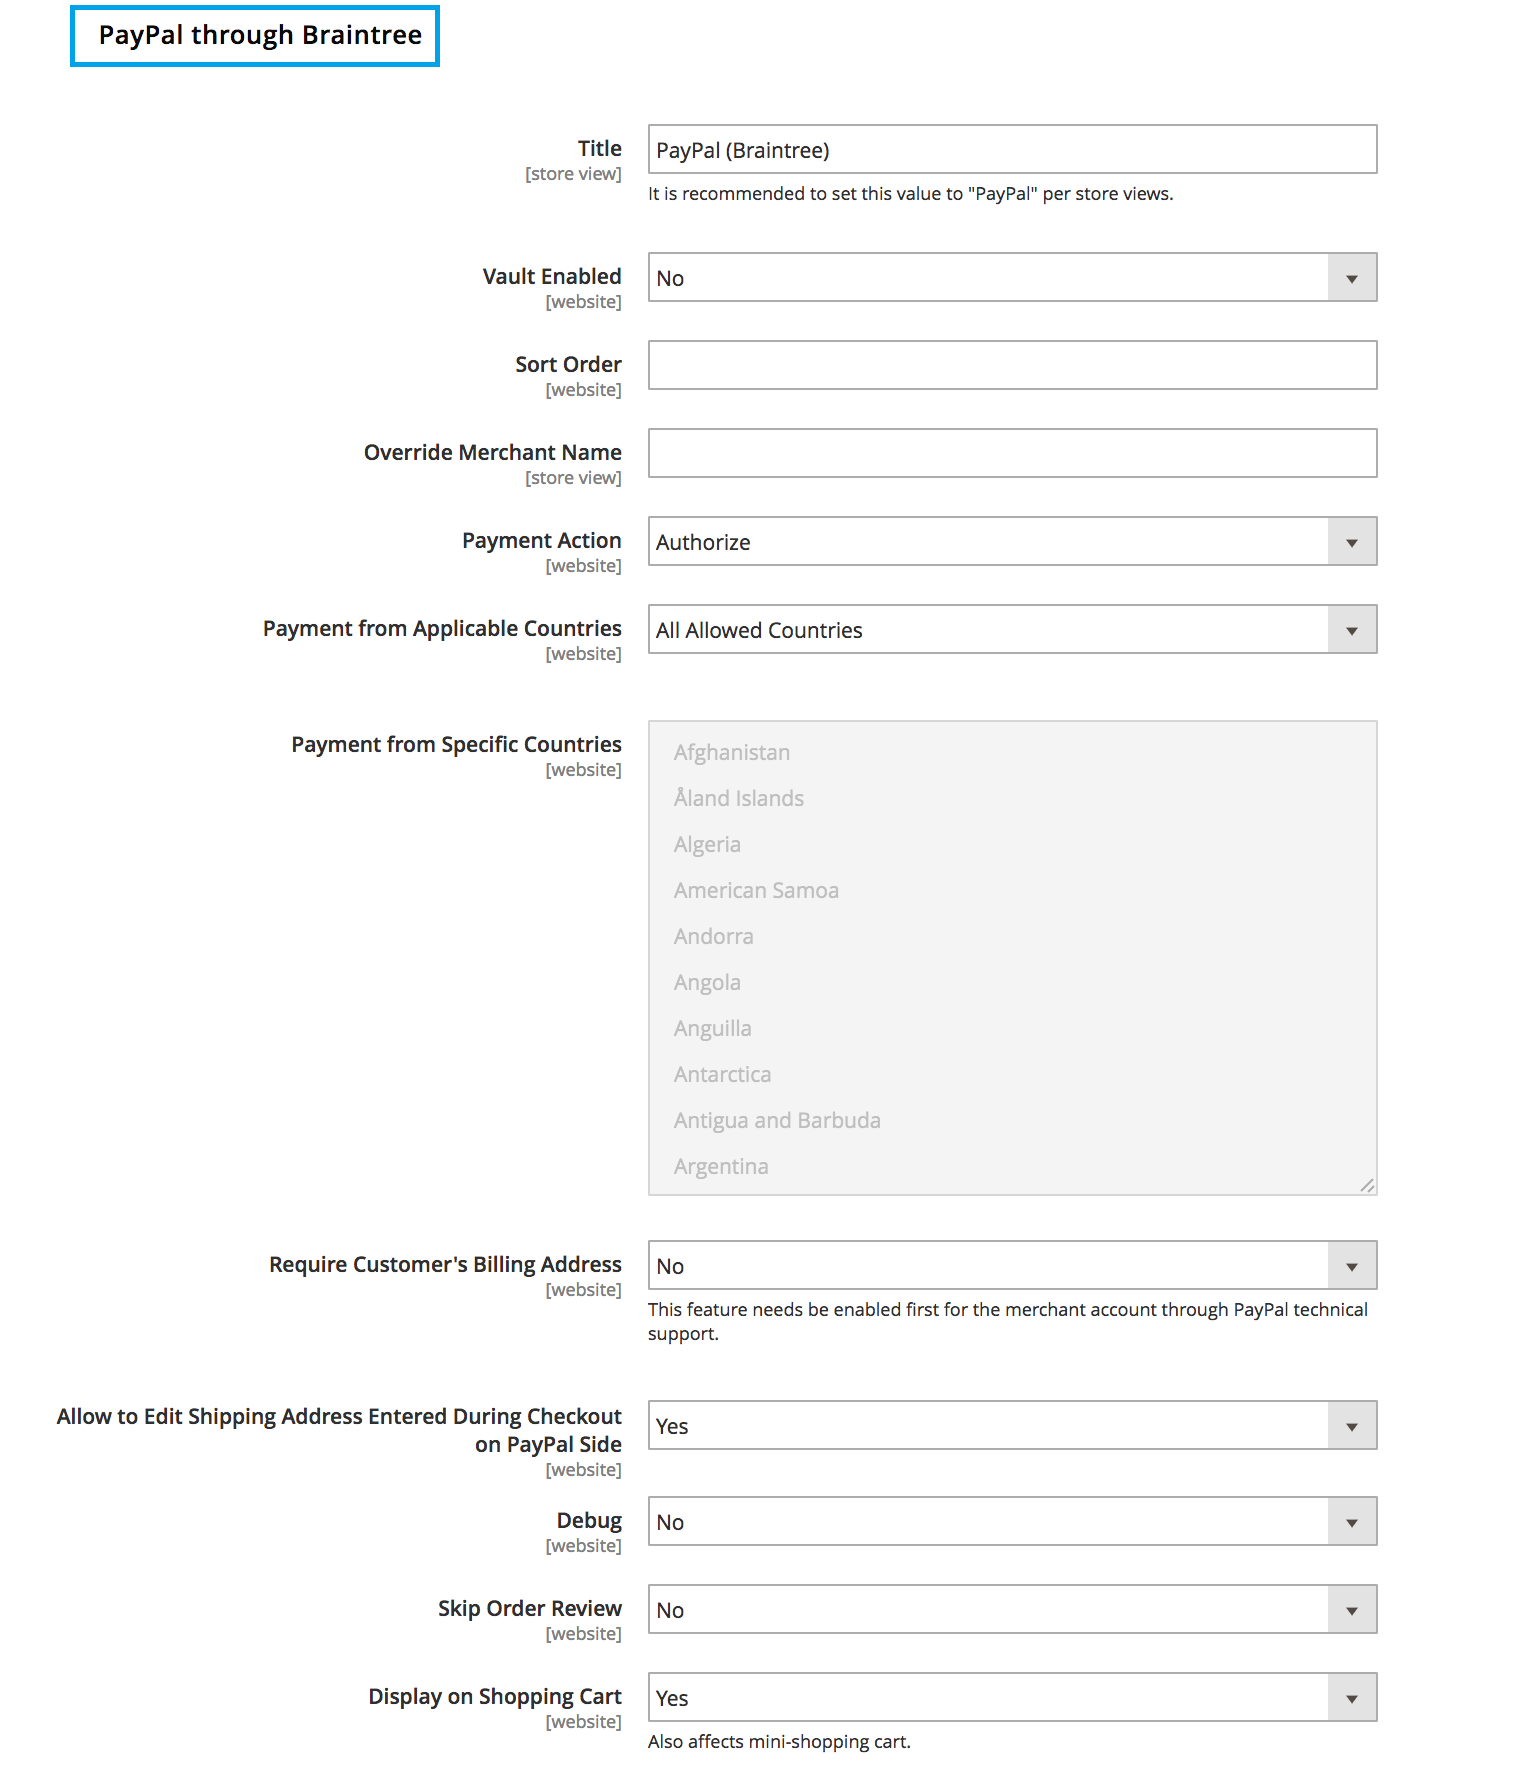 PayPal through Braintree
Title
[store view]
PayPal (Braintree)
It is recommended to set this value to "PayPal" per store views.
Vault Enabled
[website]
No
Sort Order
[website]
Override Merchant Name
[store view]
Payment Action
[website]
Authorize
Payment from Applicable Countries
[website]
All Allowed Countries
Payment from Specific Countries
[website]
Afghanistan
Åland Islands
Algeria
American Samoa
Andorra
Angola
Anguilla
Antarctica
Antigua and Barbuda
Argentina
Require Customer's Billing Address
[website]
No
This feature needs be enabled first for the merchant account through PayPal technical
support.
Allow to Edit Shipping Address Entered During Checkout
on PayPal Side
[website]
Yes
Debug
[website]
No
Skip Order Review
[website]
No
Display on Shopping Cart
[website]
Yes
Also affects mini-shopping cart.